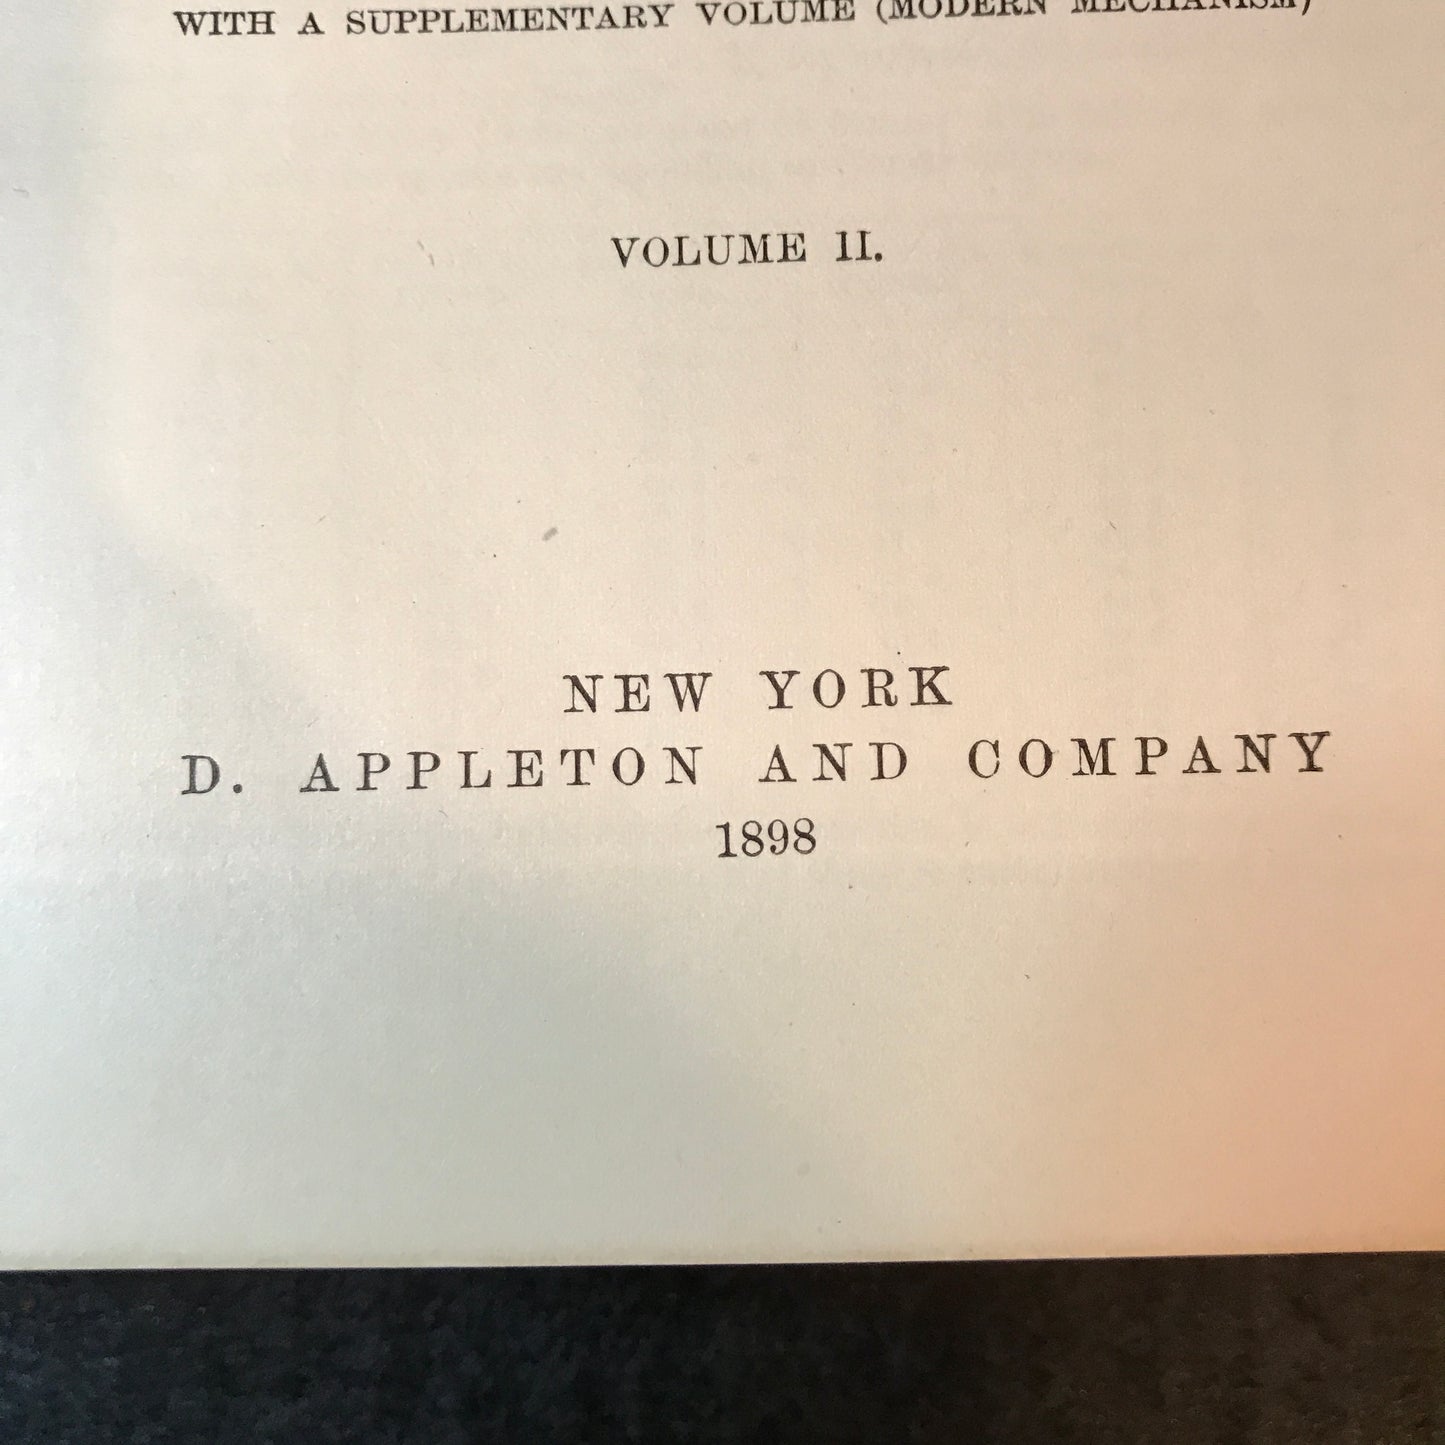 WITH A SUPPLEMENTARY VOLUME (MODERN MECHANISM)
VOLUME II.
NEW YORK
D. APPLETON AND COMPANY
1898